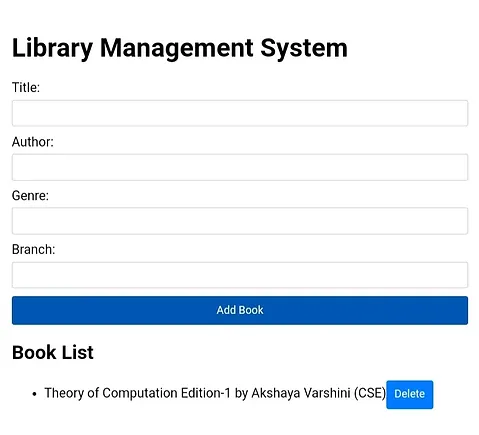 Library Management System
Title:
Author:
Genre:
Branch:
Add Book
Book List
• Theory of Computation Edition-1 by Akshaya Varshini (CSE) Delete